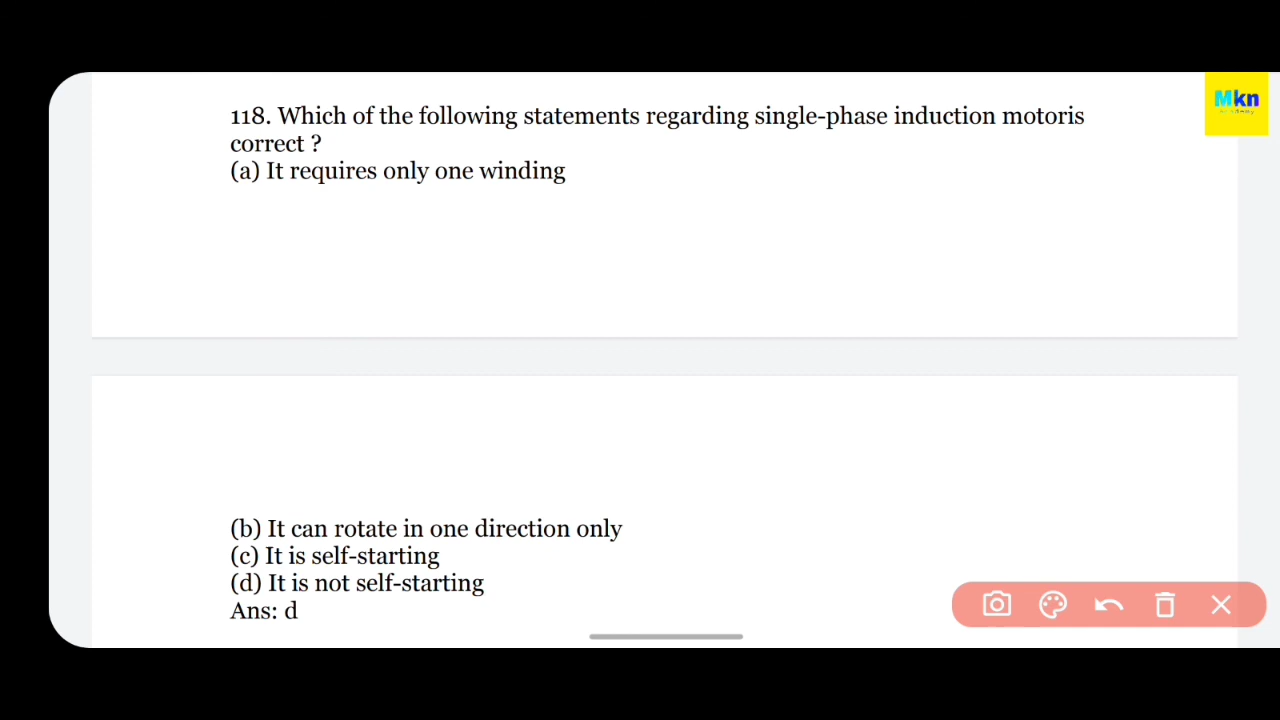 Mkn
118. Which of the following statements regarding single-phase induction motoris
correct ?
(a) It requires only one winding
(b) It can rotate in one direction only
(c) It is self-starting
(d) It is not self-starting
Ans: d